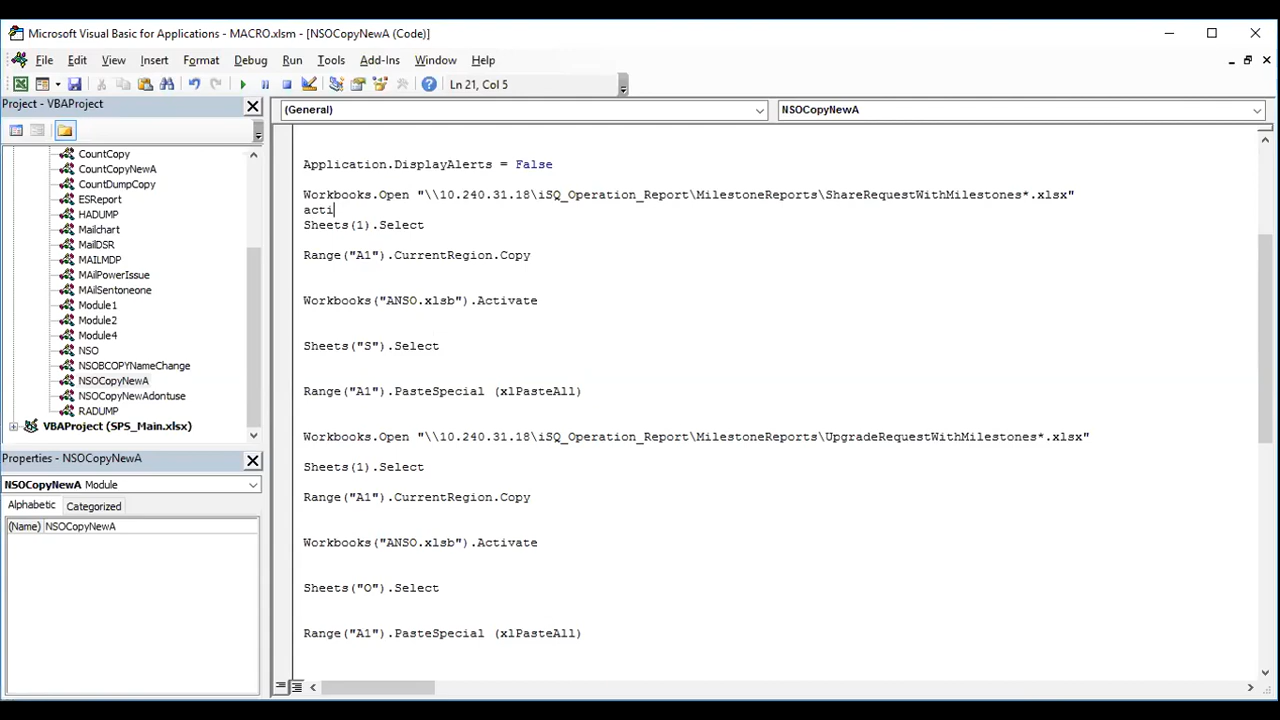 Microsoft Visual Basic for Applications - MACRO.xlsm - [NSOCopyNewA (Code)]
File Edit View Insert Format Debug Run Tools Add-Ins Window Help
Ln 21, Col 5
Project - VBAProject
(General)
NSOCopyNewA
CountCopy
CountCopyNewA
CountDumpCopy
ESReport
HADUMP
Mailchart
MailDSR
MAILMDP
MAilPowerIssue
MAilSentoneone
Module1
Module2
Module4
NSO
NSOBCOPYNameChange
NSOCopyNewA
NSOCopyNewAdontuse
RADUMP
VBAProject (SPS_Main.xlsx)
Properties - NSOCopyNewA
NSOCopyNewA Module
Alphabetic Categorized
(Name) NSOCopyNewA
Application.DisplayAlerts = False
Workbooks.Open "\\10.240.31.18\iSQ_Operation_Report\MilestoneReports\ShareRequestWithMilestones*.xlsx"
acti
Sheets(1).Select
Range("A1").CurrentRegion.Copy
Workbooks("ANSO.xlsb").Activate
Sheets("S").Select
Range("A1").PasteSpecial (xlPasteAll)
Workbooks.Open "\\10.240.31.18\iSQ_Operation_Report\MilestoneReports\UpgradeRequestWithMilestones*.xlsx"
Sheets(1).Select
Range("A1").CurrentRegion.Copy
Workbooks("ANSO.xlsb").Activate
Sheets("O").Select
Range("A1").PasteSpecial (xlPasteAll)